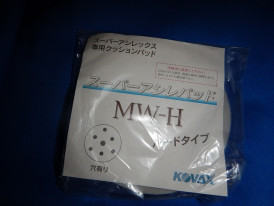 スーパーアシレックス
専用クッションパッド
スーパーアシレパッド
MW-H
ハードタイプ
穴有り
KOVAX